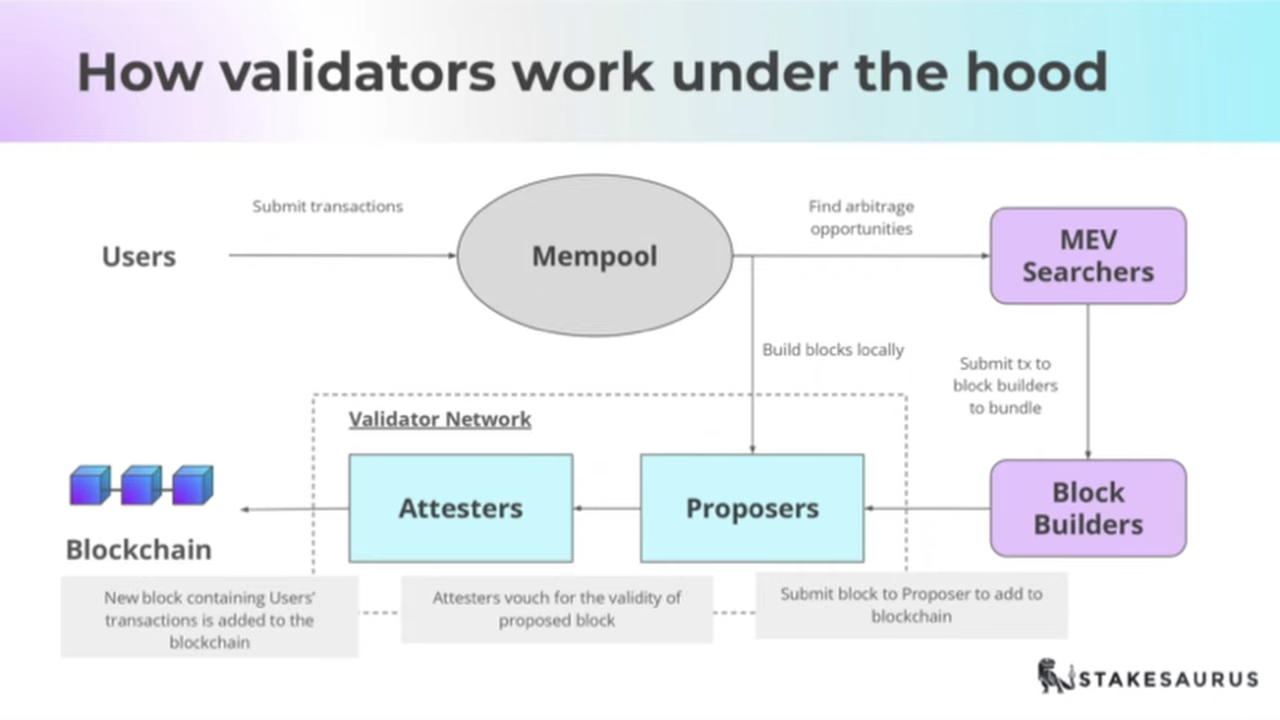 How validators work under the hood
Submit transactions
Find arbitrage
opportunities
Users
Mempool
MEV
Searchers
Build blocks locally
Submit tx to
block builders
to bundle
Validator Network
Attesters
Proposers
Block
Builders
Blockchain
New block containing Users'
transactions is added to the
blockchain
Attesters vouch for the validity of
proposed block
Submit block to Proposer to add to
blockchain
STAKESAURUS